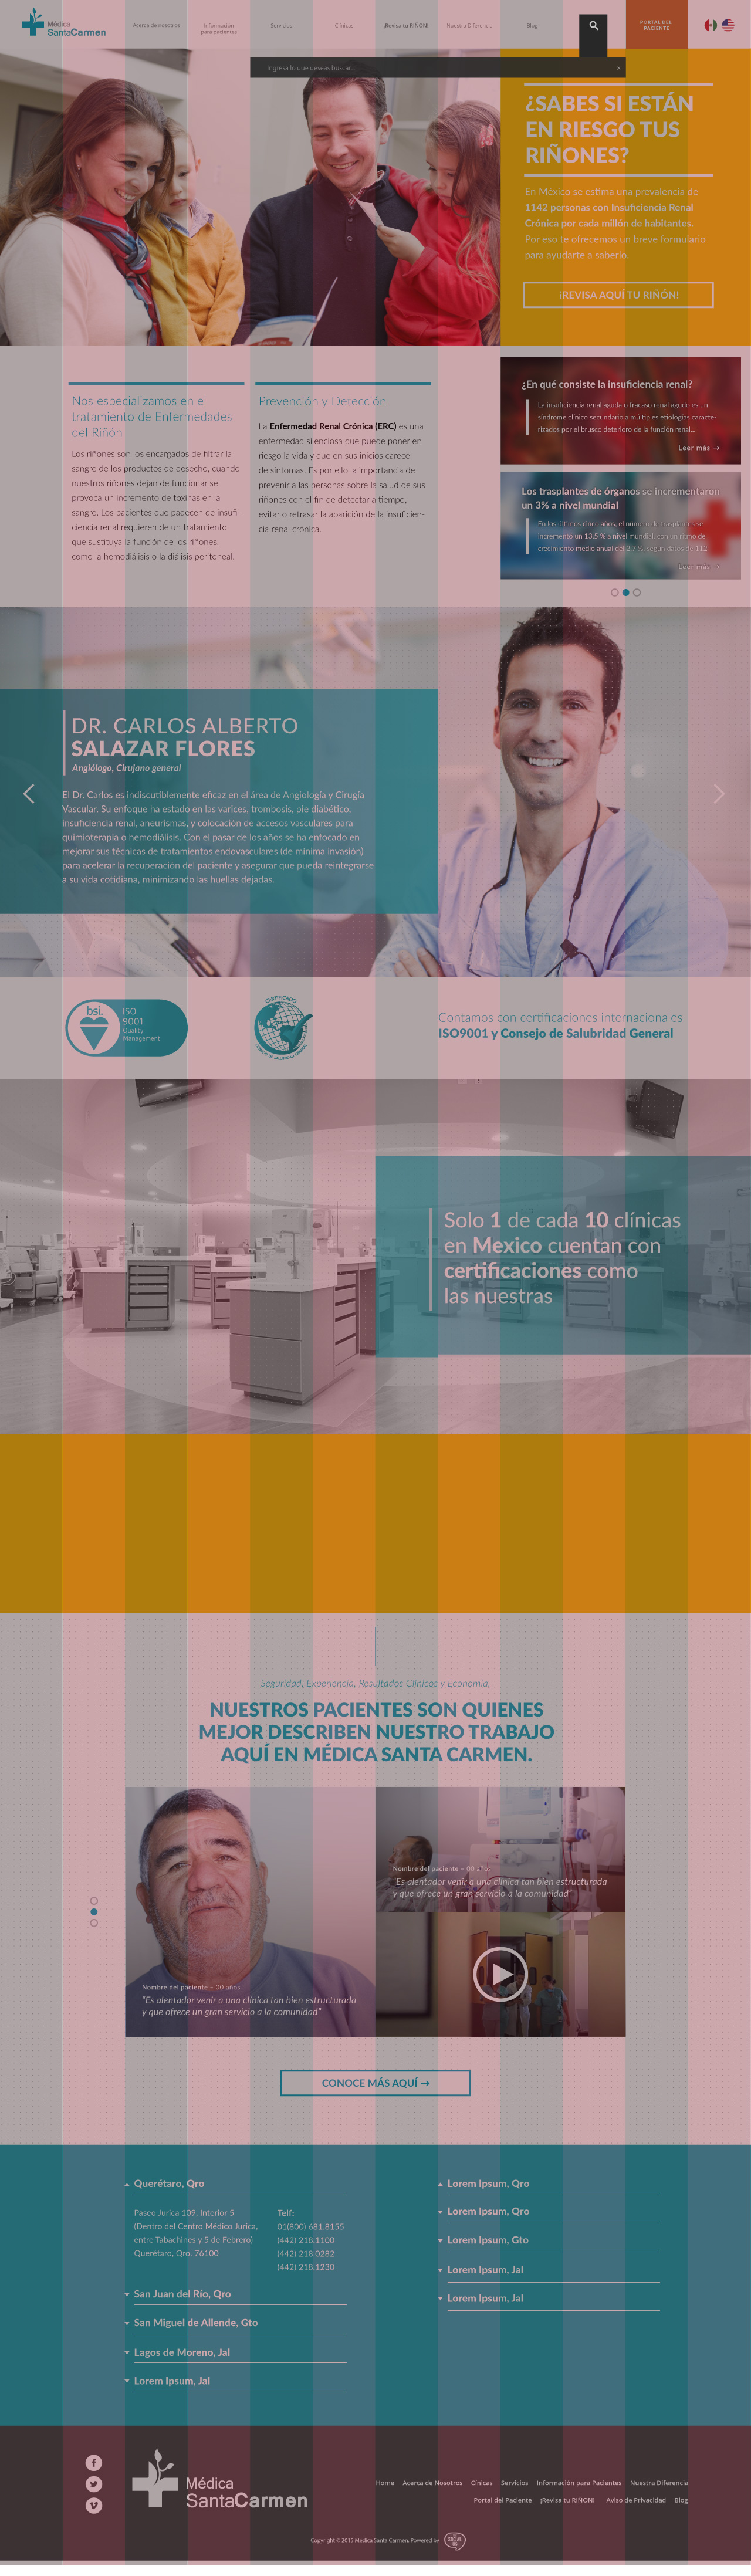 Médica
SantaCarmen
Acerca de nosotros
Información
para pacientes
Servicios
Clínicas
¡Revisa tu RIÑON!
Nuestra Diferencia
Blog
PORTAL DEL
PACIENTE
Ingresa lo que deseas buscar...
x
¿SABES SI ESTÁN
EN RIESGO TUS
RIÑONES?
En México se estima una prevalencia de
1142 personas con Insuficiencia Renal
Crónica por cada millón de habitantes.
Por eso te ofrecemos un breve formulario
para ayudarte a saberlo.
¡REVISA AQUÍ TU RIÑÓN!
Nos especializamos en el
tratamiento de Enfermedades
del Riñón
Los riñones son los encargados de filtrar la
sangre de los productos de desecho, cuando
nuestros riñones dejan de funcionar se
provoca un incremento de toxinas en la
sangre. Los pacientes que padecen de insufi-
ciencia renal requieren de un tratamiento
que sustituya la función de los riñones,
como la hemodiálisis o la diálisis peritoneal.
Prevención y Detección
La Enfermedad Renal Crónica (ERC) es una
enfermedad silenciosa que puede poner en
riesgo la vida y que en sus inicios carece
de síntomas. Es por ello la importancia de
prevenir a las personas sobre la salud de sus
riñones con el fin de detectar a tiempo,
evitar o retrasar la aparición de la insuficien-
cia renal crónica.
¿En qué consiste la insuficiencia renal?
La insuficiencia renal aguda o fracaso renal agudo es un
síndrome clínico secundario a múltiples etiologías caracte-
rizados por el brusco deterioro de la función renal...
Leer más →
Los trasplantes de órganos se incrementaron
un 3% a nivel mundial
En los últimos cinco años, el número de trasplantes se
incremento un 13,5 % a nivel mundial con un ritmo de
crecimiento medio anual del 2,7 %, según datos de 112
Leer más →
DR. CARLOS ALBERTO
SALAZAR FLORES
Angiólogo, Cirujano general
El Dr. Carlos es indiscutiblemente eficaz en el área de Angiología y Cirugía
Vascular. Su enfoque ha estado en las varices, trombosis, pie diabético,
insuficiencia renal, aneurismas, y colocación de accesos vasculares para
quimioterapia o hemodiálisis. Con el pasar de los años se ha enfocado en
mejorar sus técnicas de tratamientos endovasculares (de mínima invasión)
para acelerar la recuperación del paciente y asegurar que pueda reintegrarse
a su vida cotidiana, minimizando las huellas dejadas.
bsi.
ISO
9001
Quality
Management
CERTIFICADO
CONSEJO DE SALUBRIDAD GENERAL
Contamos con certificaciones internacionales
ISO9001 y Consejo de Salubridad General
Solo 1 de cada 10 clínicas
en Mexico cuentan con
certificaciones como
las nuestras
Seguridad, Experiencia, Resultados Clínicos y Economía.
NUESTROS PACIENTES SON QUIENES
MEJOR DESCRIBEN NUESTRO TRABAJO
AQUÍ EN MÉDICA SANTA CARMEN.
Nombre del paciente – 00 años
"Es alentador venir a una clínica tan bien estructurada
y que ofrece un gran servicio a la comunidad"
Nombre del paciente – 00 años
"Es alentador venir a una clínica tan bien estructurada
y que ofrece un gran servicio a la comunidad"
CONOCE MÁS AQUÍ →
Querétaro, Qro
Paseo Jurica 109, Interior 5
(Dentro del Centro Médico Jurica,
entre Tabachines y 5 de Febrero)
Querétaro, Qro. 76100
Telf:
01(800) 681.8155
(442) 218.1100
(442) 218.0282
(442) 218.1230
San Juan del Río, Qro
San Miguel de Allende, Gto
Lagos de Moreno, Jal
Lorem Ipsum, Jal
Lorem Ipsum, Qro
Lorem Ipsum, Qro
Lorem Ipsum, Gto
Lorem Ipsum, Jal
Lorem Ipsum, Jal
Médica
SantaCarmen
Home Acerca de Nosotros Cínicas Servicios Información para Pacientes Nuestra Diferencia
Portal del Paciente ¡Revisa tu RIÑON! Aviso de Privacidad Blog
Copyright © 2015 Médica Santa Carmen. Powered by
SOCIAL